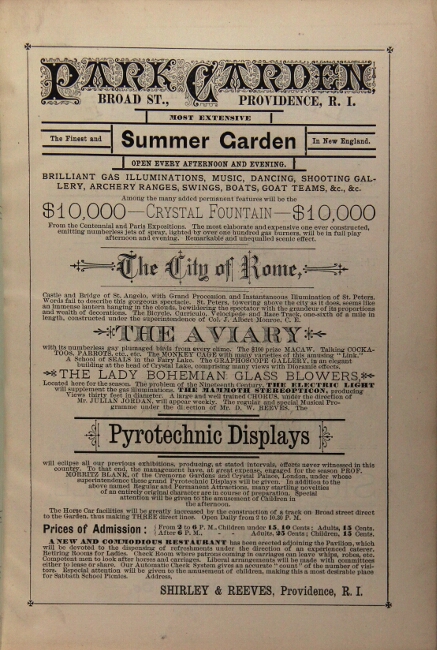 PARK GARDEN,
BROAD ST., PROVIDENCE, R. I.
MOST EXTENSIVE
The Finest and Summer Garden In New England.
OPEN EVERY AFTERNOON AND EVENING.
BRILLIANT GAS ILLUMINATIONS, MUSIC, DANCING, SHOOTING GAL-
LERY, ARCHERY RANGES, SWINGS, BOATS, GOAT TEAMS, &c., &c.
Among the many added permanent features will be the
$10,000—CRYSTAL FOUNTAIN—$10,000
From the Centennial and Paris Expositions. The most elaborate and expensive one ever constructed,
emitting numberless jets of spray, lighted by over one hundred gas burners, will be in full play
afternoon and evening. Remarkable and unequalled scenic effect.
The City of Rome,
Castle and Bridge of St. Angelo, with Grand Procession and Instantaneous Illumination of St. Peters.
Words fail to describe this gorgeous spectacle. St. Peters, towering above the city as it does, seems like
an immense lantern hanging in the clouds, bewildering the spectator with the grandeur of its proportions
and wealth of decorations. The Bicycle, Curriculo, Velocipede and Race Track, one-sixth of a mile in
length, constructed under the superintendence of Col. J. Albert Monroe, C. E.
THE AVIARY
with its numberless gay plumaged birds from every clime. The $100 prize MACAW. Talking COCKA-
TOOS, PARROTS, etc., etc. The MONKEY CAGE with many varieties of this amusing "Link."
A School of SEALS in the Fairy Lake. The GRAPHOSCOPE GALLERY, in an elegant
building at the head of Crystal Lake, comprising many views with Dioramic effects.
THE LADY BOHEMIAN GLASS BLOWERS,
Located here for the season. The problem of the Nineteenth Century, THE ELECTRIC LIGHT
will supplement the gas illuminations. THE MAMMOTH STEREOPTICON, producing
Views thirty feet in diameter. A large and well trained CHORUS, under the direction of
Mr. JULIAN JORDAN, will appear weekly. The regular and special Musical Pro-
gramme under the direction of Mr. D. W. REEVES. The
Pyrotechnic Displays
will eclipse all our previous exhibitions, producing, at stated intervals, effects never witnessed in this
country. To that end, the management have, at great expense, engaged for the season PROF.
MORRITZ BLANK, of the Cremorne Gardens and Crystal Palace, London, under whose
superintendence these grand Pyrotechnic Displays will be given. In addition to the
above named Regular and Permanent Attractions, many startling novelties
of an entirely original character are in course of preparation. Special
attention will be given to the amusement of Children in
the afternoon.
The Horse Car facilities will be greatly increased by the construction of a track on Broad street direct
to the Garden, thus making THREE direct lines. Open Daily from 2 to 10.30 P. M.
Prices of Admission: From 2 to 6 P. M., Children under 15, 10 Cents; Adults, 15 Cents.
After 6 P. M., - - Adults, 25 Cents; Children, 15 Cents.
A NEW AND COMMODIOUS RESTAURANT has been erected adjoining the Pavilion, which
will be devoted to the dispensing of refreshments under the direction of an experienced caterer.
Retiring Rooms for Ladies. Check Room where patrons coming in carriages can leave whips, robes, etc.
Competent men to look after horses and carriages. Liberal arrangements will be made with committees
either to lease or share. Our Automatic Check System gives an accurate "count" of the number of visi-
tors. Especial attention will be given to the amusement of children, making this a most desirable place
for Sabbath School Picnics. Address,
SHIRLEY & REEVES, Providence, R. I.